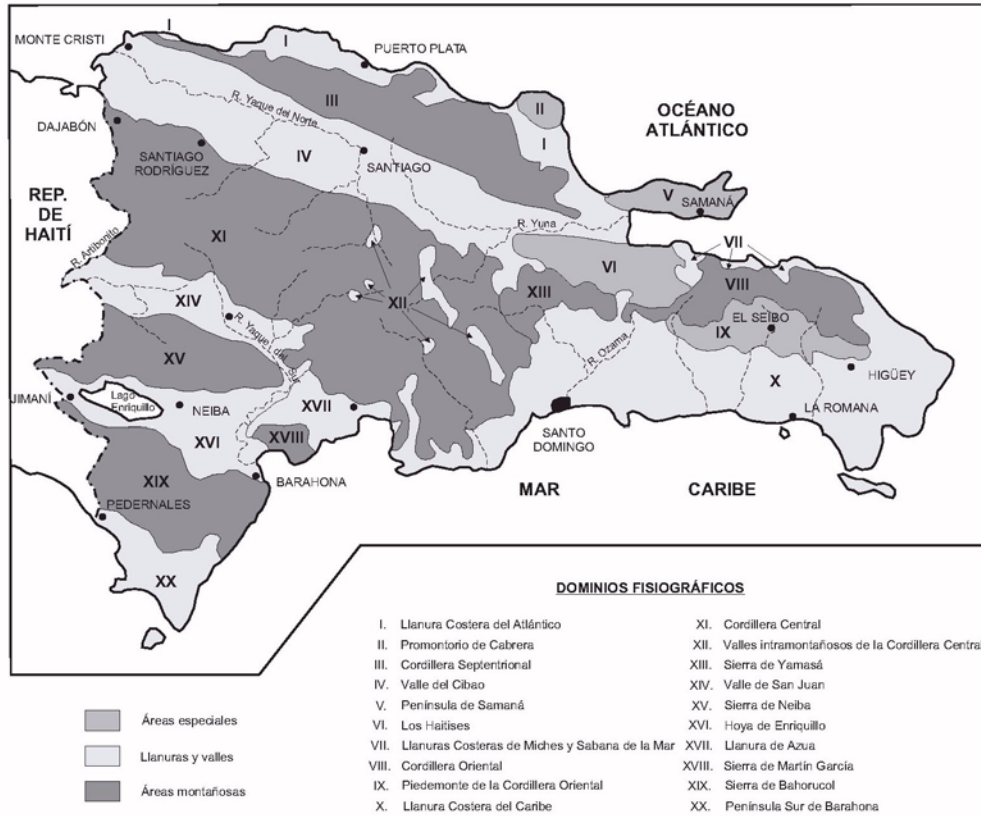 I
I
MONTE CRISTI
PUERTO PLATA
II
OCÉANO
ATLÁNTICO
III
R. Yaque del Norte
I
DAJABÓN
SANTIAGO
RODRÍGUEZ
IV
SANTIAGO
V
SAMANÁ
REP.
DE
HAITÍ
R. Yuna
R. Artibonito
XI
VII
VI
VIII
XIII
XII
XIV
EL SEIBO
IX
R. Yaque del Sur
R. Ozama
XV
X
HIGÜEY
JIMANÍ
Lago
Enriquillo
NEIBA
XVII
LA ROMANA
XVI
XVIII
SANTO
DOMINGO
BARAHONA
XIX
MAR CARIBE
PEDERNALES
XX
DOMINIOS FISIOGRÁFICOS
I. Llanura Costera del Atlántico
II. Promontorio de Cabrera
III. Cordillera Septentrional
IV. Valle del Cibao
V. Península de Samaná
VI. Los Haitises
VII. Llanuras Costeras de Miches y Sabana de la Mar
VIII. Cordillera Oriental
IX. Piedemonte de la Cordillera Oriental
X. Llanura Costera del Caribe
XI. Cordillera Central
XII. Valles intramontañosos de la Cordillera Central
XIII. Sierra de Yamasá
XIV. Valle de San Juan
XV. Sierra de Neiba
XVI. Hoya de Enriquillo
XVII. Llanura de Azua
XVIII. Sierra de Martín García
XIX. Sierra de Bahorucol
XX. Península Sur de Barahona
Áreas especiales
Llanuras y valles
Áreas montañosas